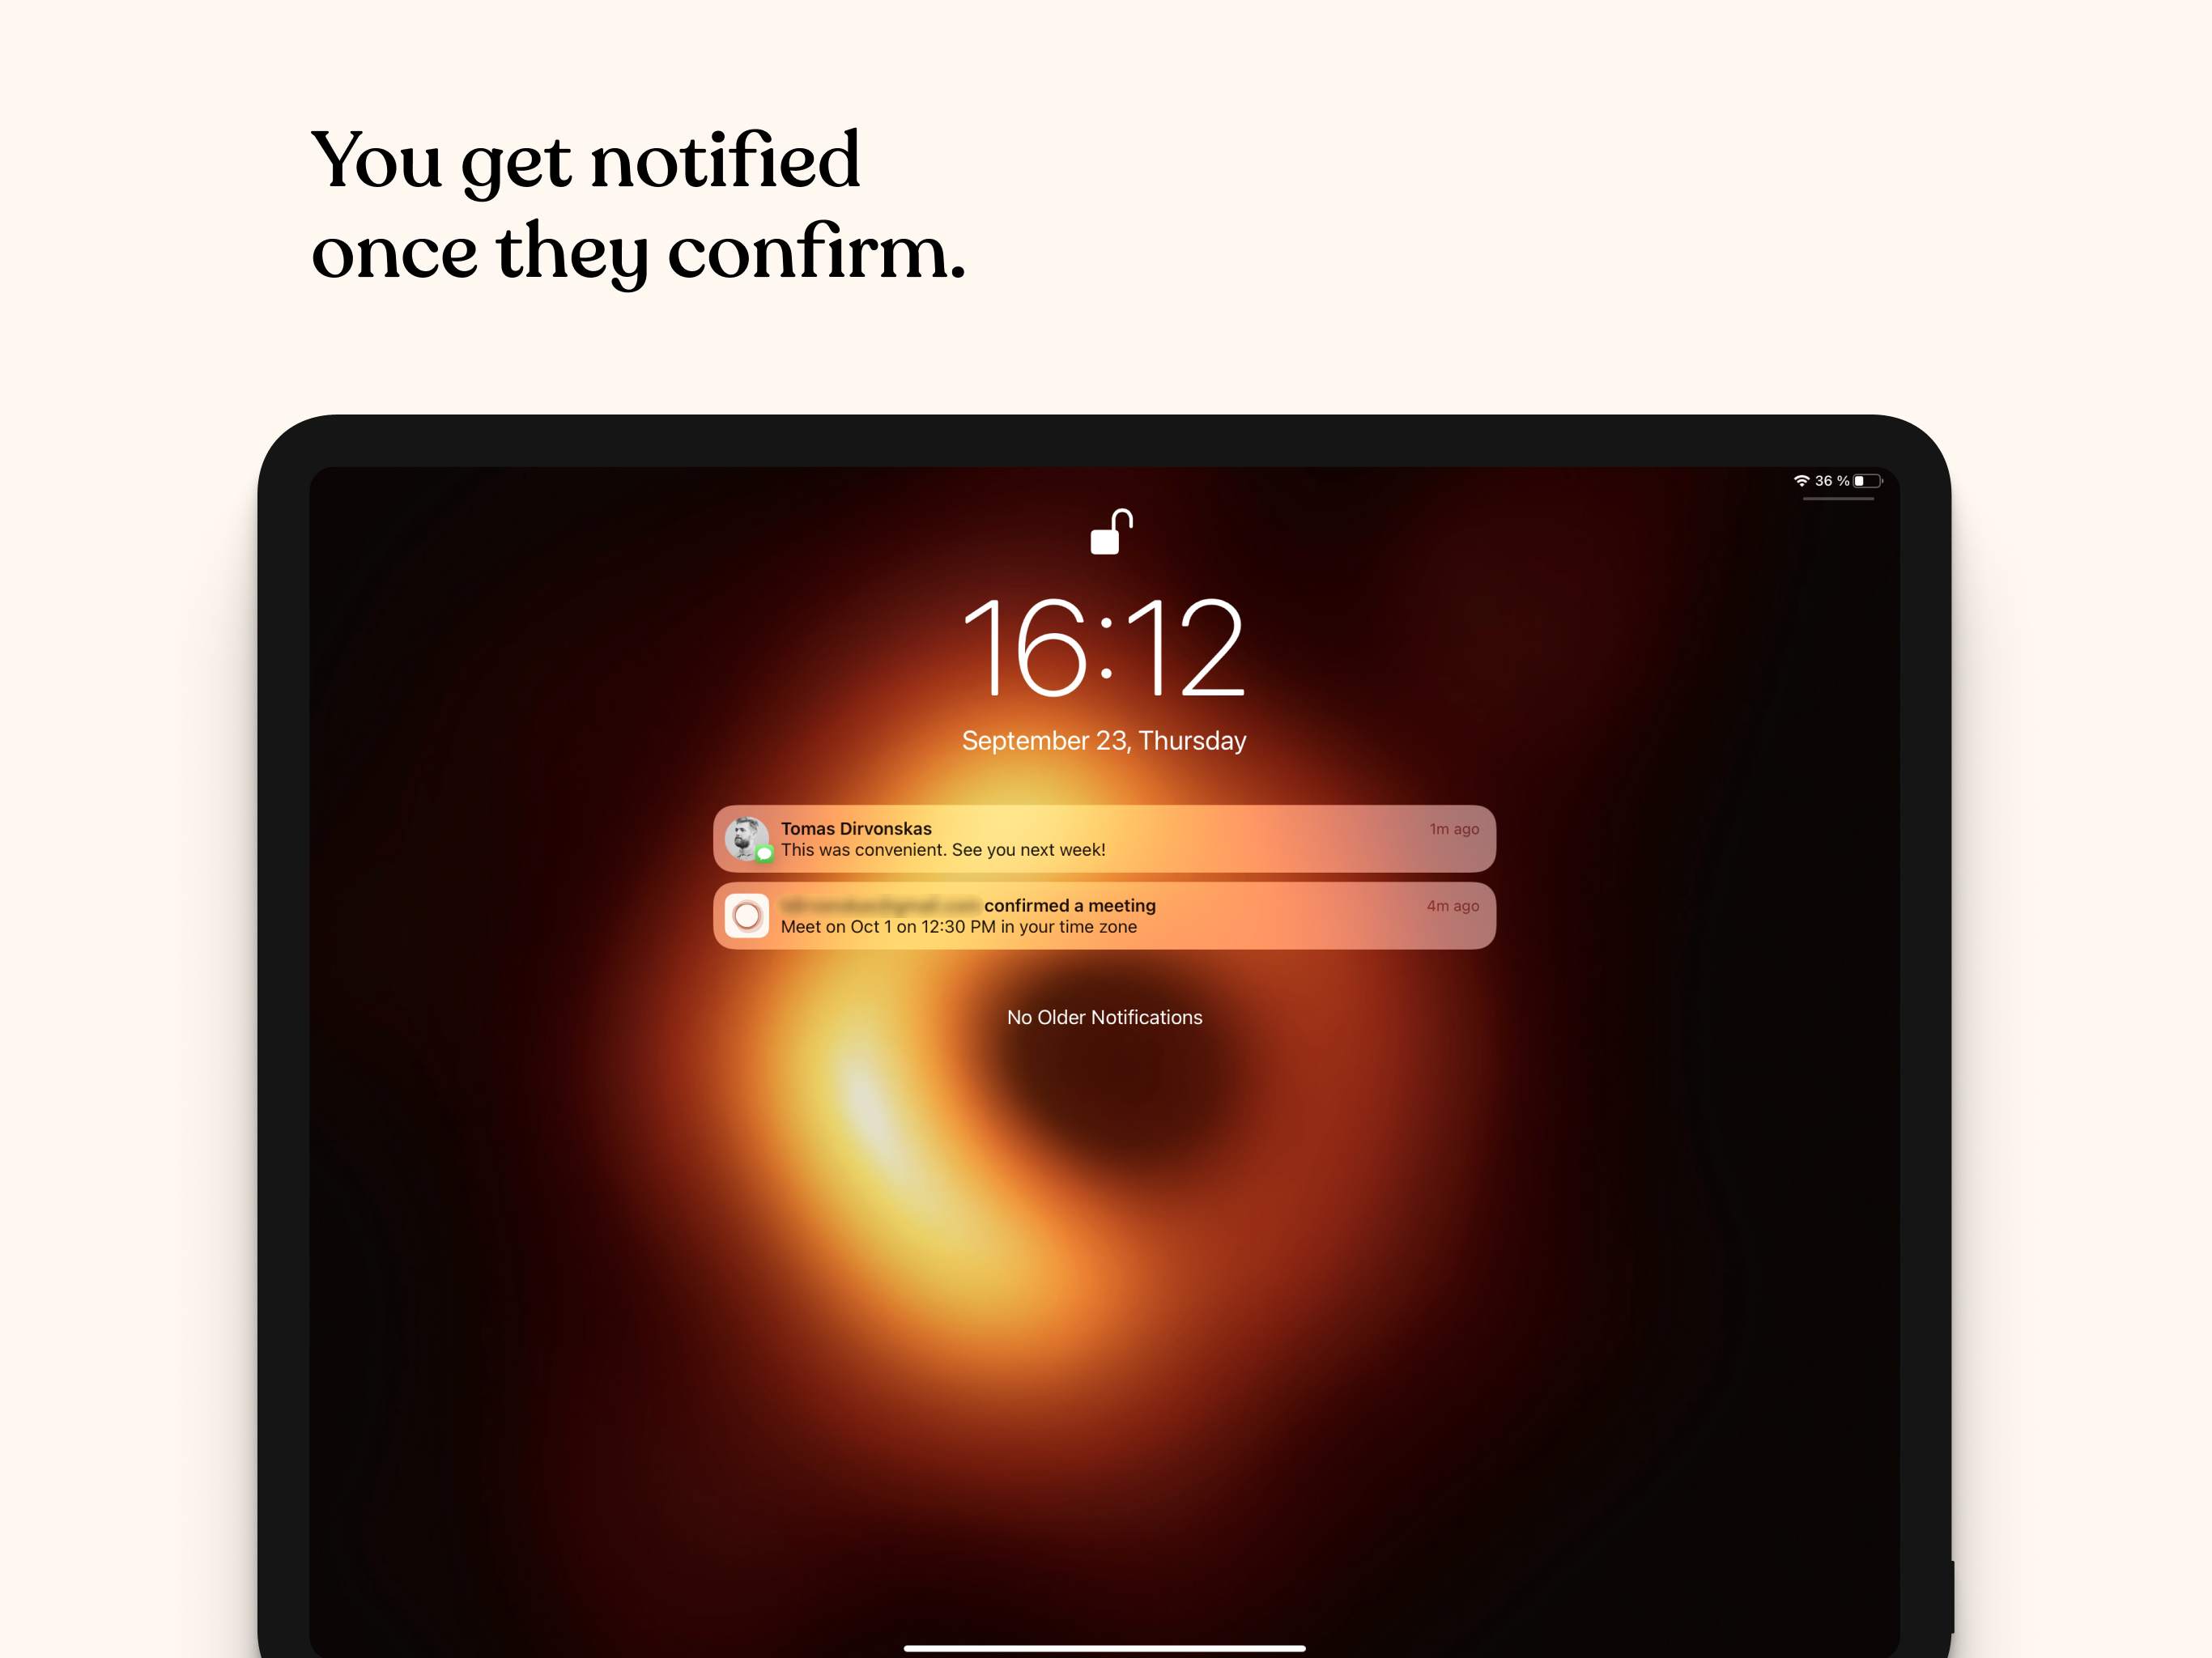 You get notified
once they confirm.
36 %
16:12
September 23, Thursday
Tomas Dirvonskas
1m ago
This was convenient. See you next week!
confirmed a meeting
4m ago
Meet on Oct 1 on 12:30 PM in your time zone
No Older Notifications